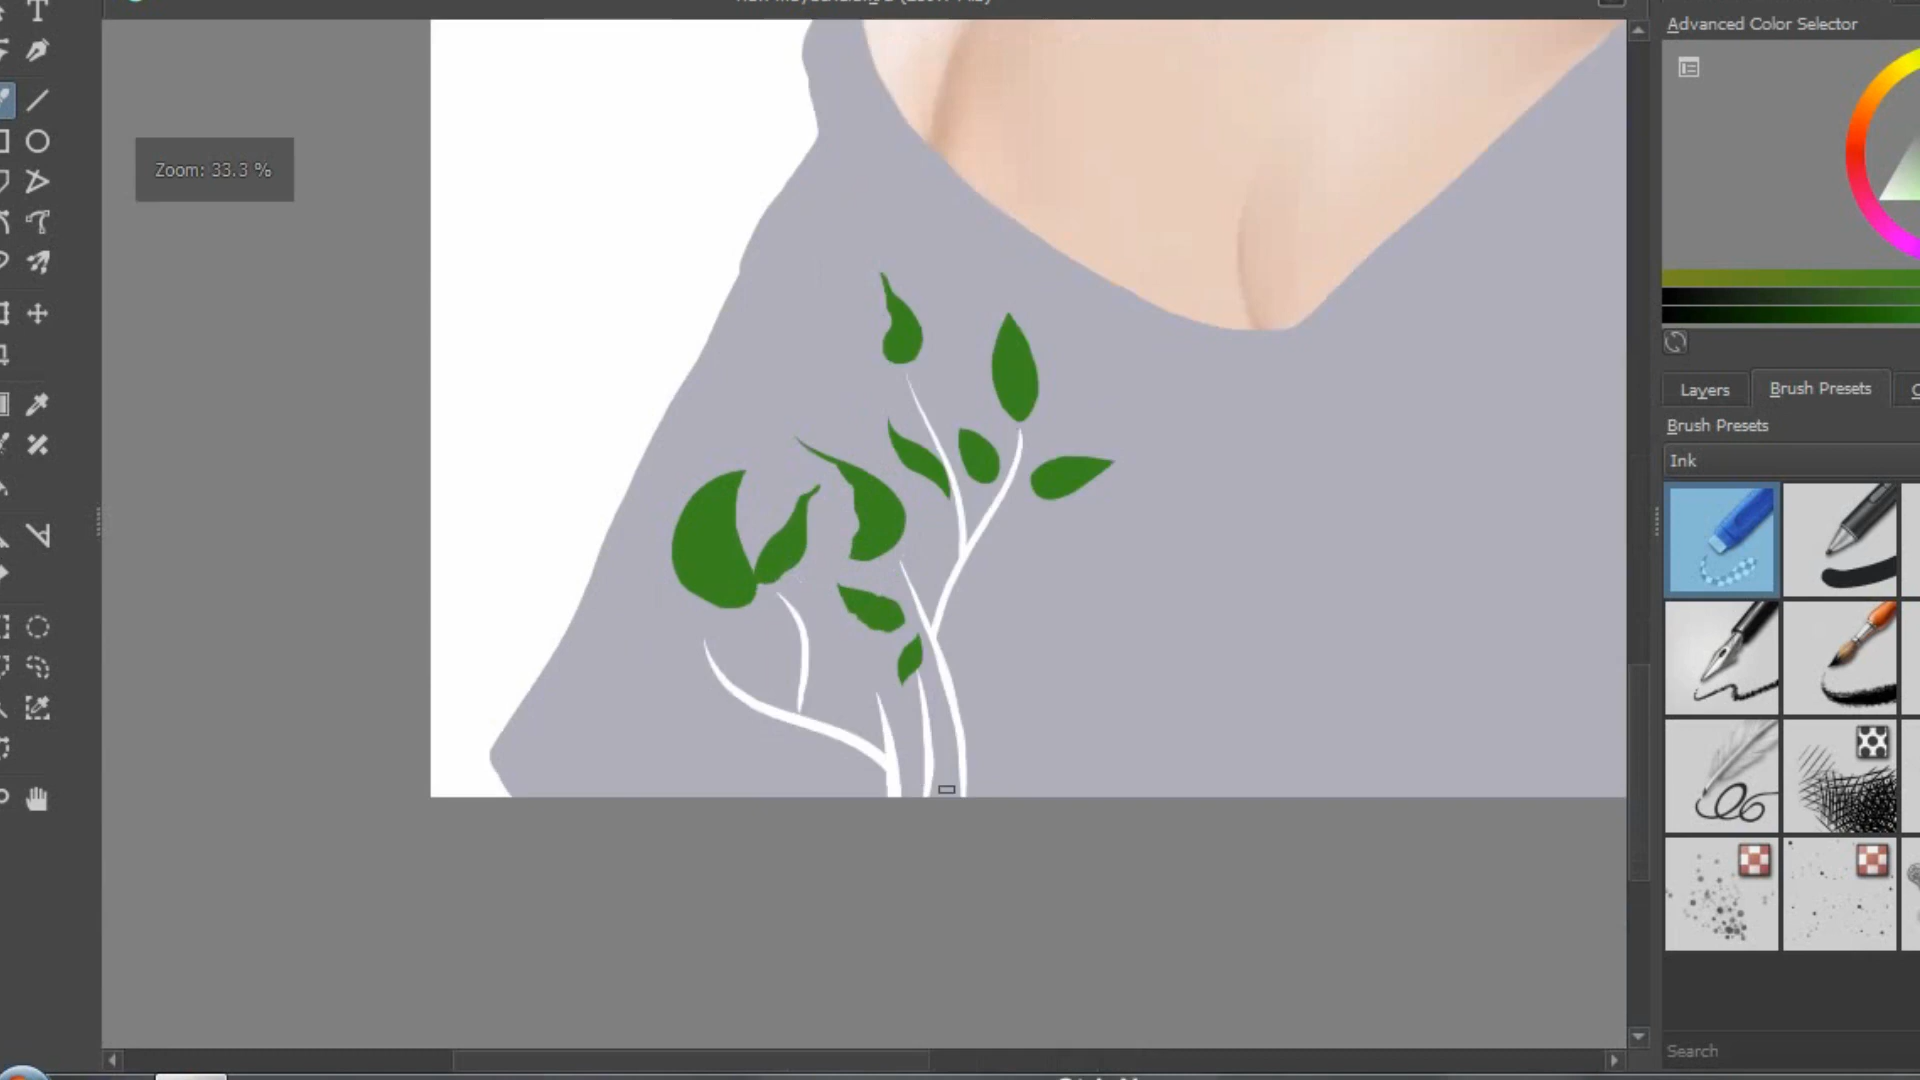 Advanced Color Selector
Zoom: 33.3 %
Layers
Brush Presets
Brush Presets
Ink
Search